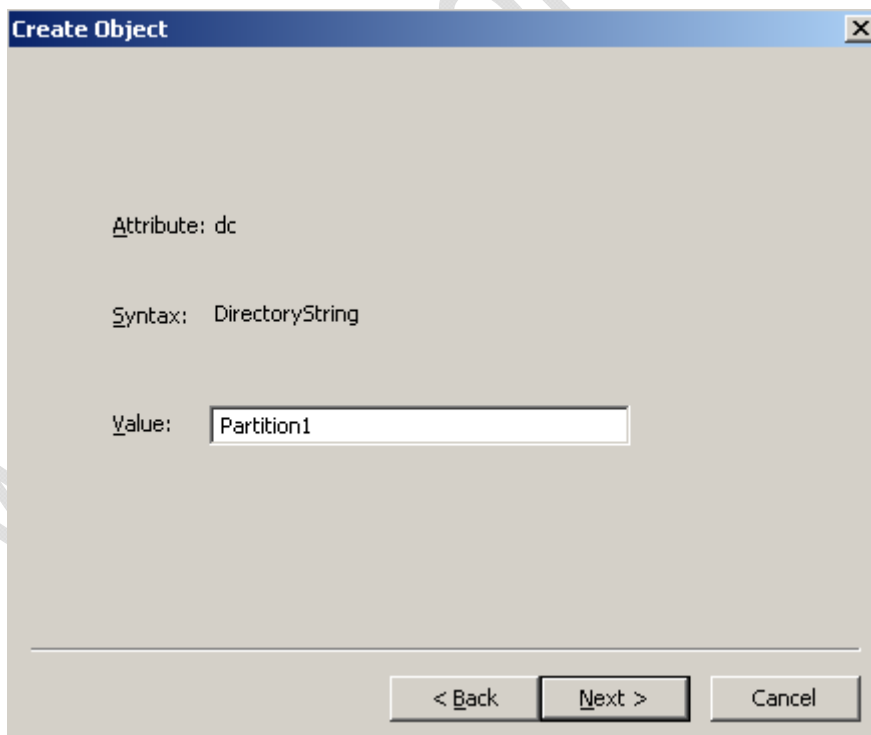 Create Object
Attribute: dc
Syntax: DirectoryString
Value: Partition1
< Back Next > Cancel